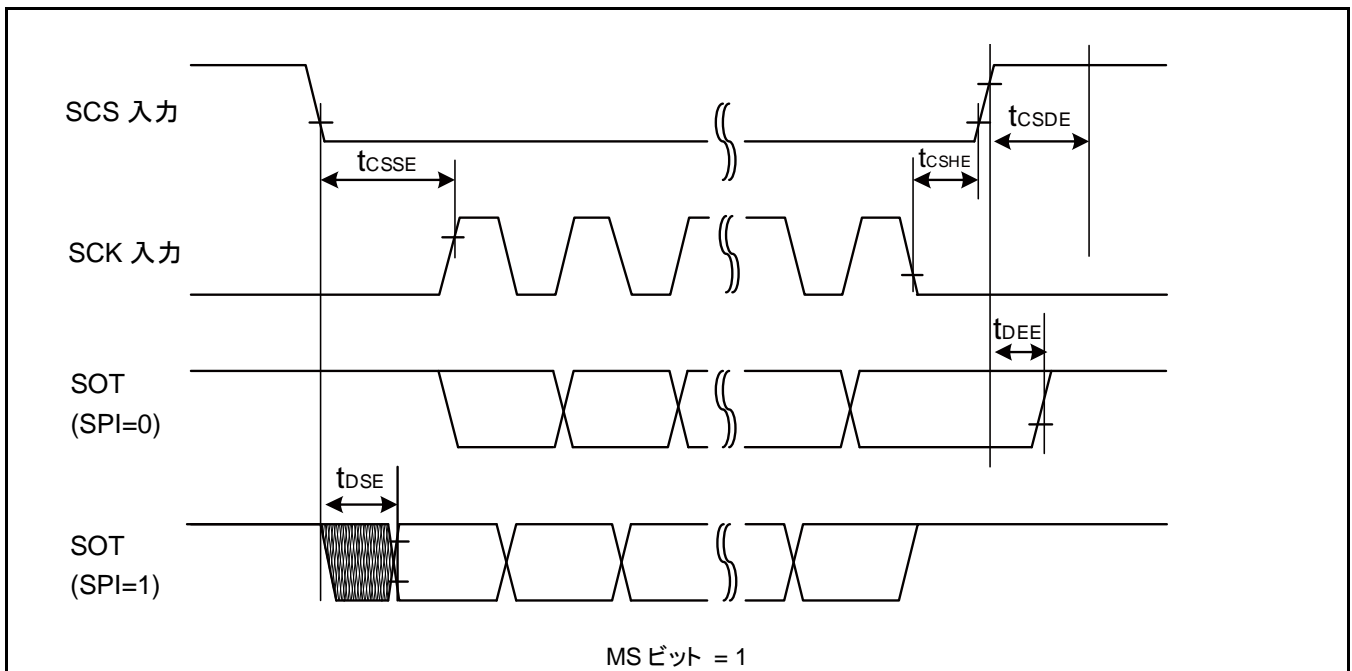 SCS 入力
tCSDE
tCSSE
tCSHE
SCK 入力
tDEE
SOT
(SPI=0)
tDSE
SOT
(SPI=1)
MS ビット = 1